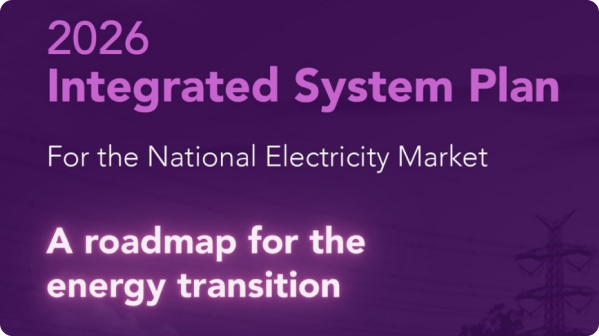 2026
Integrated System Plan
For the National Electricity Market
A roadmap for the
energy transition